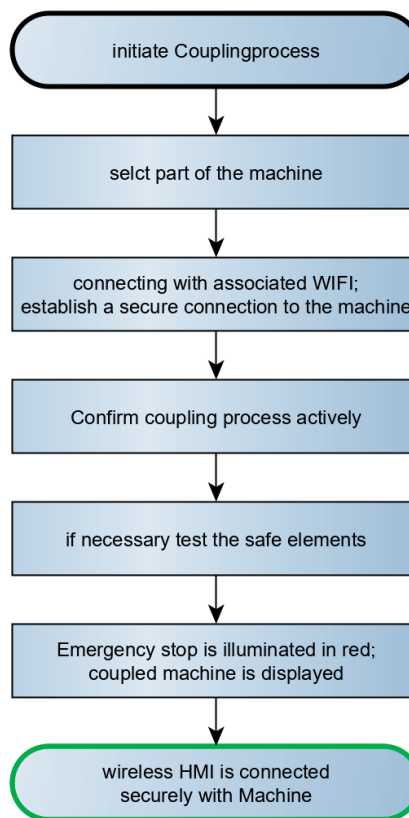 initiate Couplingprocess
selct part of the machine
connecting with associated WIFI;
establish a secure connection to the machine
Confirm coupling process actively
if necessary test the safe elements
Emergency stop is illuminated in red;
coupled machine is displayed
wireless HMI is connected
securely with Machine